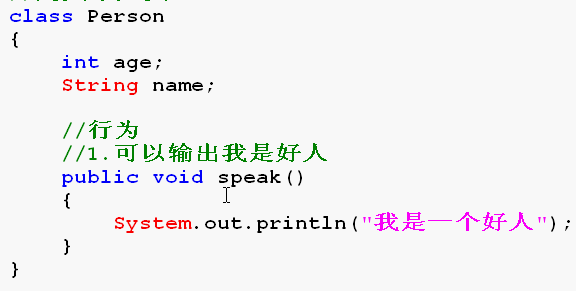 class Person
{
int age;
String name;
//行为
//1.可以输出我是好人
public void speak()
{
System.out.println("我是一个好人");
}
}